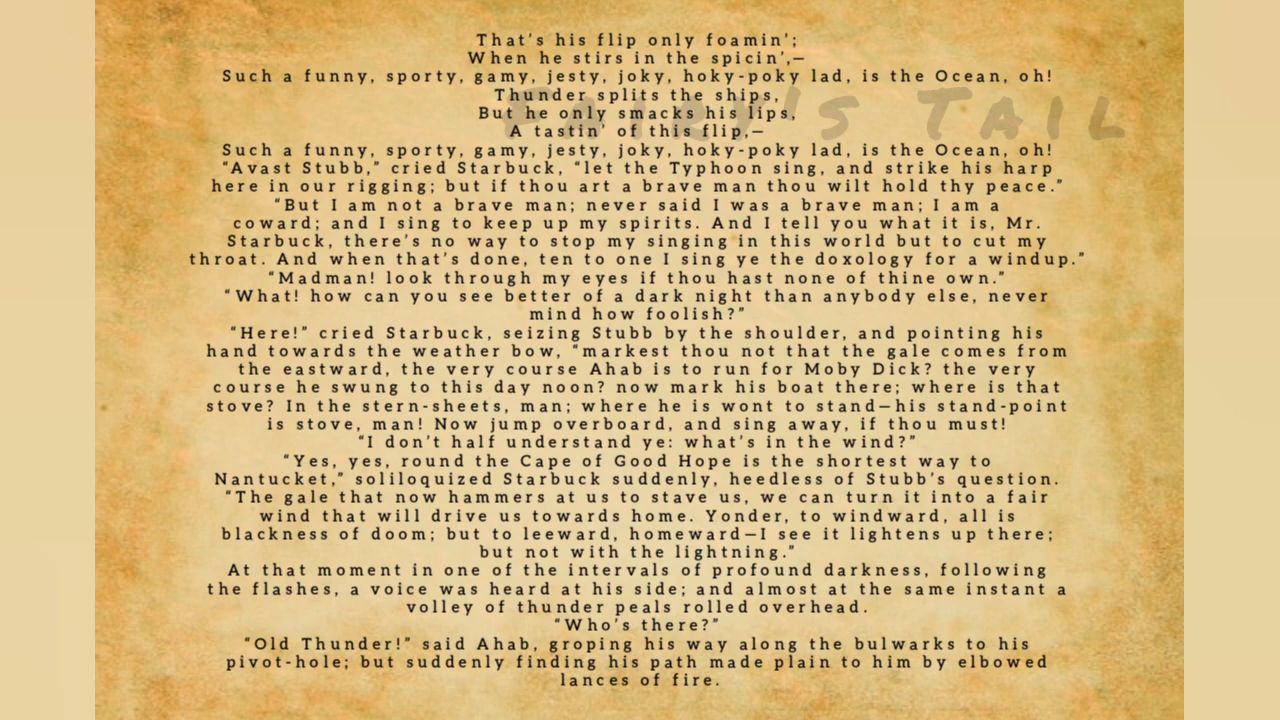 That's his flip only foamin';
When he stirs in the spicin',—
Such a funny, sporty, gamy, jesty, joky, hoky-poky lad, is the Ocean, oh!
Thunder splits the ships,
But he only smacks his lips,
A tastin' of this flip,—
Such a funny, sporty, gamy, jesty, joky, hoky-poky lad, is the Ocean, oh!
“Avast Stubb,” cried Starbuck, “let the Typhoon sing, and strike his harp
here in our rigging; but if thou art a brave man thou wilt hold thy peace.”
“But I am not a brave man; never said I was a brave man; I am a
coward; and I sing to keep up my spirits. And I tell you what it is, Mr.
Starbuck, there's no way to stop my singing in this world but to cut my
throat. And when that's done, ten to one I sing ye the doxology for a windup.”
“Madman! look through my eyes if thou hast none of thine own.”
“What! how can you see better of a dark night than anybody else, never
mind how foolish?”
“Here!” cried Starbuck, seizing Stubb by the shoulder, and pointing his
hand towards the weather bow, “markest thou not that the gale comes from
the eastward, the very course Ahab is to run for Moby Dick? the very
course he swung to this day noon? now mark his boat there; where is that
stove? In the stern-sheets, man; where he is wont to stand—his stand-point
is stove, man! Now jump overboard, and sing away, if thou must!
“I don't half understand ye: what's in the wind?”
“Yes, yes, round the Cape of Good Hope is the shortest way to
Nantucket,” soliloquized Starbuck suddenly, heedless of Stubb's question.
“The gale that now hammers at us to stave us, we can turn it into a fair
wind that will drive us towards home. Yonder, to windward, all is
blackness of doom; but to leeward, homeward—I see it lightens up there;
but not with the lightning.”
At that moment in one of the intervals of profound darkness, following
the flashes, a voice was heard at his side; and almost at the same instant a
volley of thunder peals rolled overhead.
“Who's there?”
“Old Thunder!” said Ahab, groping his way along the bulwarks to his
pivot-hole; but suddenly finding his path made plain to him by elbowed
lances of fire.
TAIL